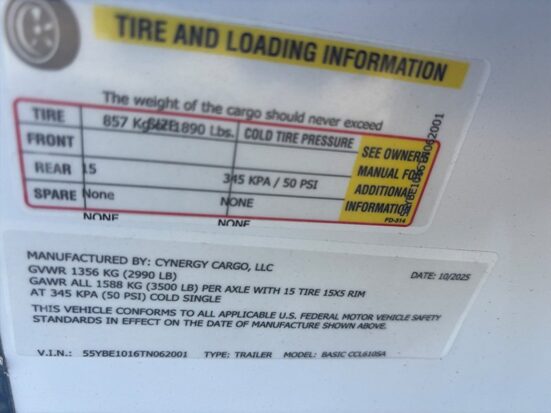 TIRE AND LOADING INFORMATION
The weight of the cargo should never exceed
857 Kg or 1890 Lbs.
TIRE SIZE COLD TIRE PRESSURE
SEE OWNERS MANUAL FOR ADDITIONAL INFORMATION
FRONT
REAR 15 345 KPA / 50 PSI
SPARE None NONE
NONE NONE
FD-314
55YBE1016TN062001
MANUFACTURED BY: CYNERGY CARGO, LLC DATE: 10/2025
GVWR 1356 KG (2990 LB)
GAWR ALL 1588 KG (3500 LB) PER AXLE WITH 15 TIRE 15X5 RIM
AT 345 KPA (50 PSI) COLD SINGLE
THIS VEHICLE CONFORMS TO ALL APPLICABLE U.S. FEDERAL MOTOR VEHICLE SAFETY
STANDARDS IN EFFECT ON THE DATE OF MANUFACTURE SHOWN ABOVE.
V.I.N.: 55YBE1016TN062001 TYPE: TRAILER MODEL: BASIC CCL610SA